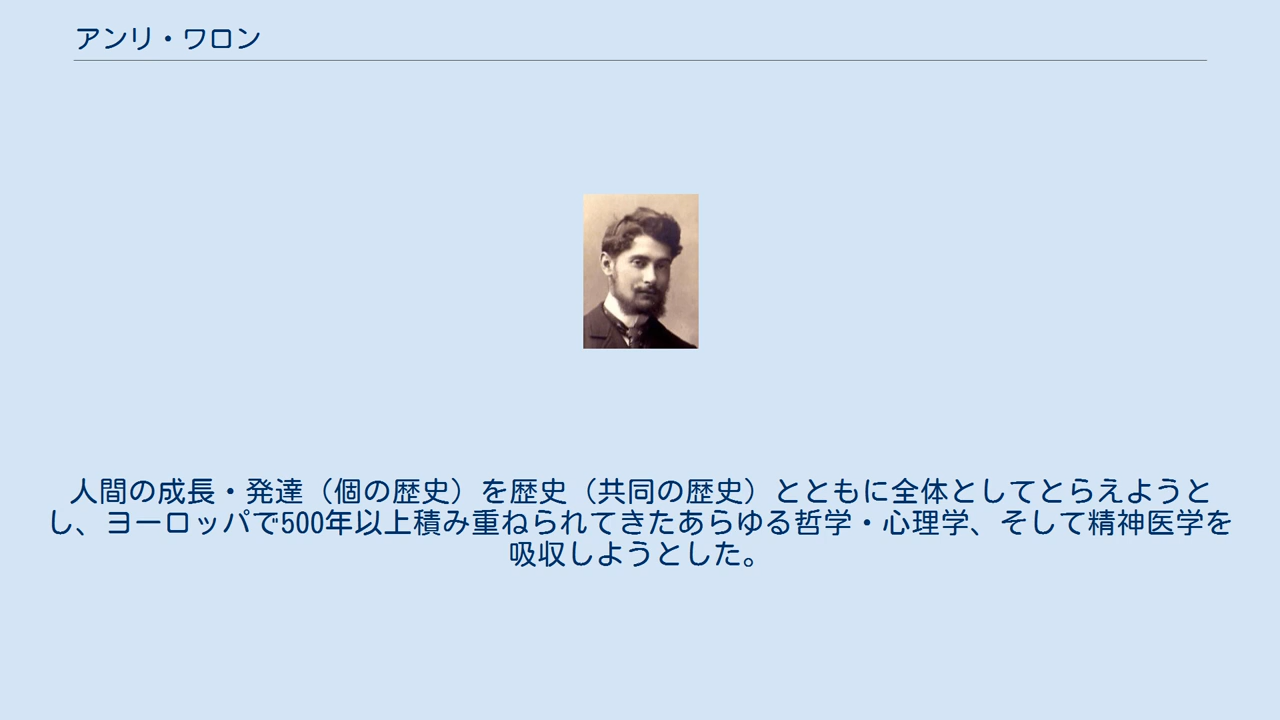 アンリ・ワロン
人間の成長・発達（個の歴史）を歴史（共同の歴史）とともに全体としてとらえようと
し、ヨーロッパで500年以上積み重ねられてきたあらゆる哲学・心理学、そして精神医学を
吸収しようとした。